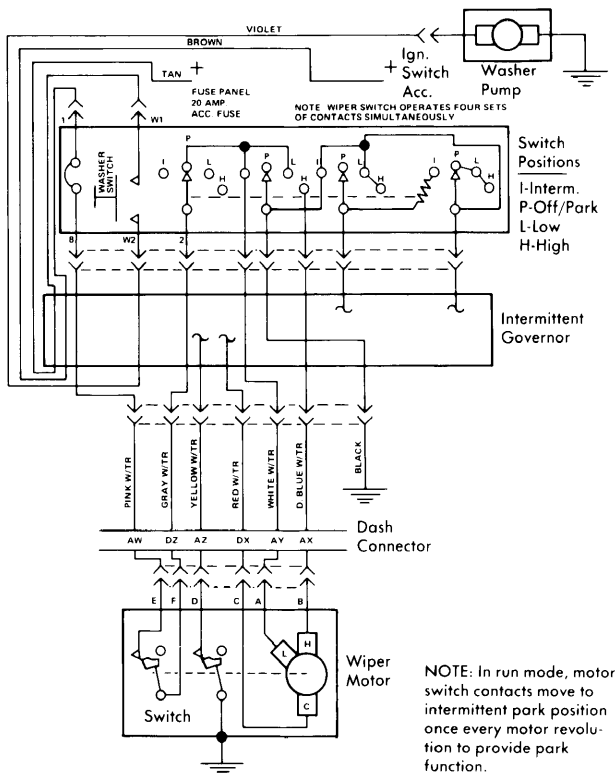 VIOLET
BROWN
TAN
+
+
FUSE PANEL
20 AMP.
ACC. FUSE
Ign.
Switch
Acc.
Washer
Pump
NOTE WIPER SWITCH OPERATES FOUR SETS
OF CONTACTS SIMULTANEOUSLY
1
W1
WASHER
SWITCH
I
P
L
H
P
L
H
I
P
L
H
I
P
L
H
8
W2
2
Switch
Positions
I-Interm.
P-Off/Park
L-Low
H-High
Intermittent
Governor
PINK W/TR
GRAY W/TR
YELLOW W/TR
RED W/TR
WHITE W/TR
D. BLUE W/TR
BLACK
AW
DZ
AZ
DX
AY
AX
Dash
Connector
E
F
D
C
A
B
L
H
C
Switch
Wiper
Motor
NOTE: In run mode, motor
switch contacts move to
intermittent park position
once every motor revolu-
tion to provide park
function.